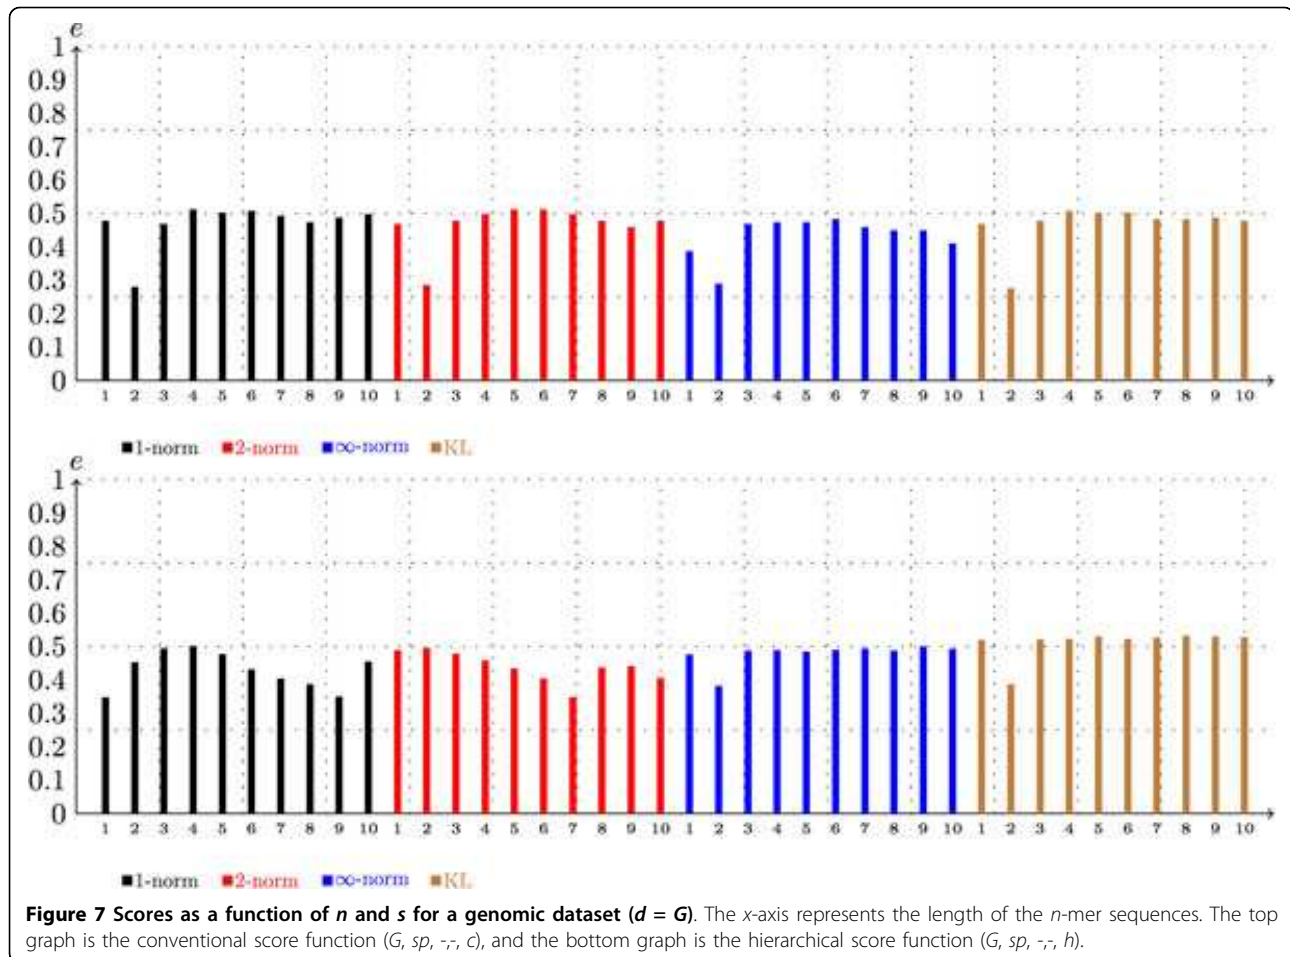 e
1
0.9
0.8
0.7
0.6
0.5
0.4
0.3
0.2
0.1
0
1 2 3 4 5 6 7 8 9 10 1 2 3 4 5 6 7 8 9 10 1 2 3 4 5 6 7 8 9 10 1 2 3 4 5 6 7 8 9 10
1-norm 2-norm ∞-norm KL
e
1
0.9
0.8
0.7
0.6
0.5
0.4
0.3
0.2
0.1
0
1 2 3 4 5 6 7 8 9 10 1 2 3 4 5 6 7 8 9 10 1 2 3 4 5 6 7 8 9 10 1 2 3 4 5 6 7 8 9 10
1-norm 2-norm ∞-norm KL
Figure 7 Scores as a function of n and s for a genomic dataset (d = G). The x-axis represents the length of the n-mer sequences. The top
graph is the conventional score function (G, sp, -,-, c), and the bottom graph is the hierarchical score function (G, sp, -,-, h).